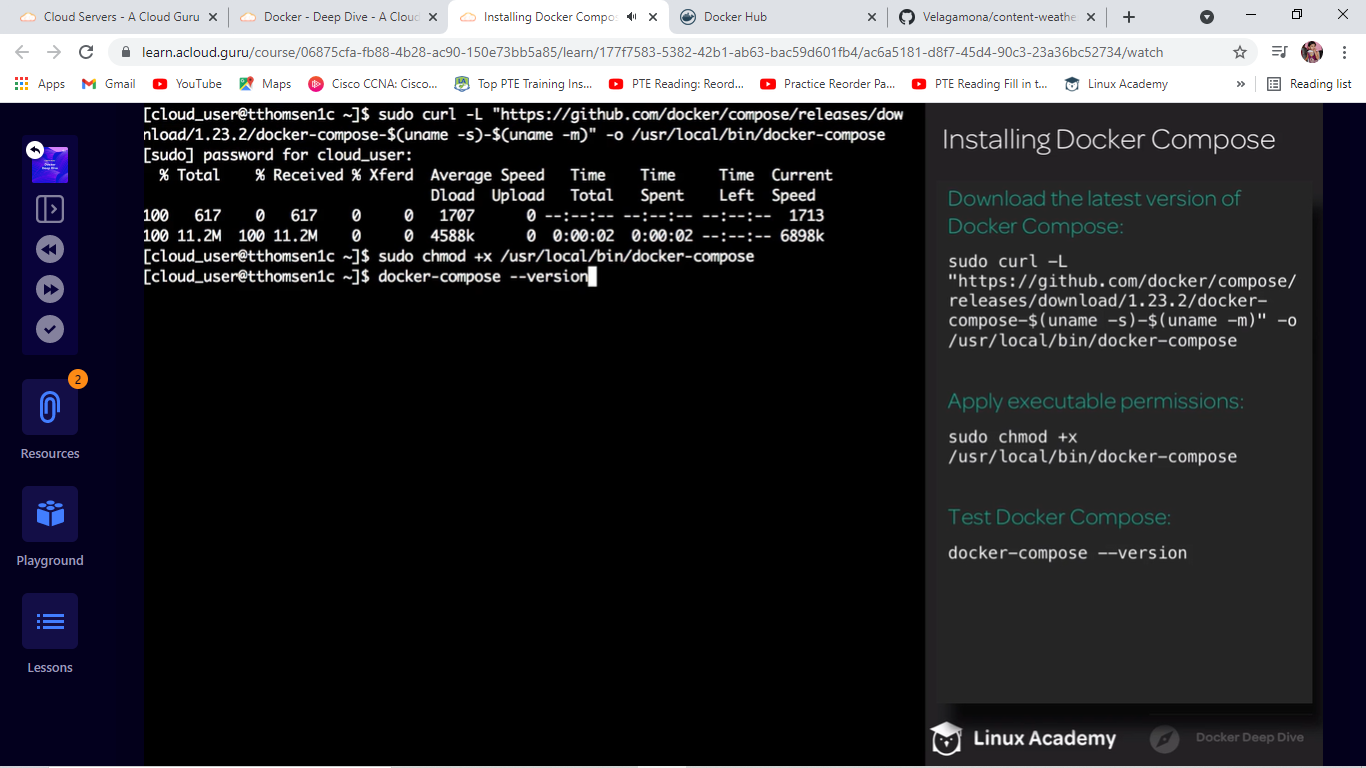 Cloud Servers - A Cloud Guru
Docker - Deep Dive - A Cloud
Installing Docker Compo
Docker Hub
Velagamona/content-weathe
learn.acloud.guru/course/06875cfa-fb88-4b28-ac90-150e73bb5a85/learn/177f7583-5382-42b1-ab63-bac59d601fb4/ac6a5181-d8f7-45d4-90c3-23a36bc52734/watch
Apps
Gmail
YouTube
Maps
Cisco CCNA: Cisco...
Top PTE Training Ins...
PTE Reading: Reord...
Practice Reorder Pa...
PTE Reading Fill in t...
Linux Academy
»
Reading list
2
Resources
Playground
Lessons
[cloud_user@tthomsen1c ~]$ sudo curl -L "https://github.com/docker/compose/releases/dow
nload/1.23.2/docker-compose-$(uname -s)-$(uname -m)" -o /usr/local/bin/docker-compose
[sudo] password for cloud_user:
% Total % Received % Xferd Average Speed Time Time Time Current
Dload Upload Total Spent Left Speed
100 617 0 617 0 0 1707 0 --:--:-- --:--:-- --:--:-- 1713
100 11.2M 100 11.2M 0 0 4588k 0 0:00:02 0:00:02 --:--:-- 6898k
[cloud_user@tthomsen1c ~]$ sudo chmod +x /usr/local/bin/docker-compose
[cloud_user@tthomsen1c ~]$ docker-compose --version
Installing Docker Compose
Download the latest version of
Docker Compose:
sudo curl -L
"https://github.com/docker/compose/
releases/download/1.23.2/docker-
compose-$(uname -s)-$(uname -m)" -o
/usr/local/bin/docker-compose
Apply executable permissions:
sudo chmod +x
/usr/local/bin/docker-compose
Test Docker Compose:
docker-compose --version
Linux Academy
Docker Deep Dive